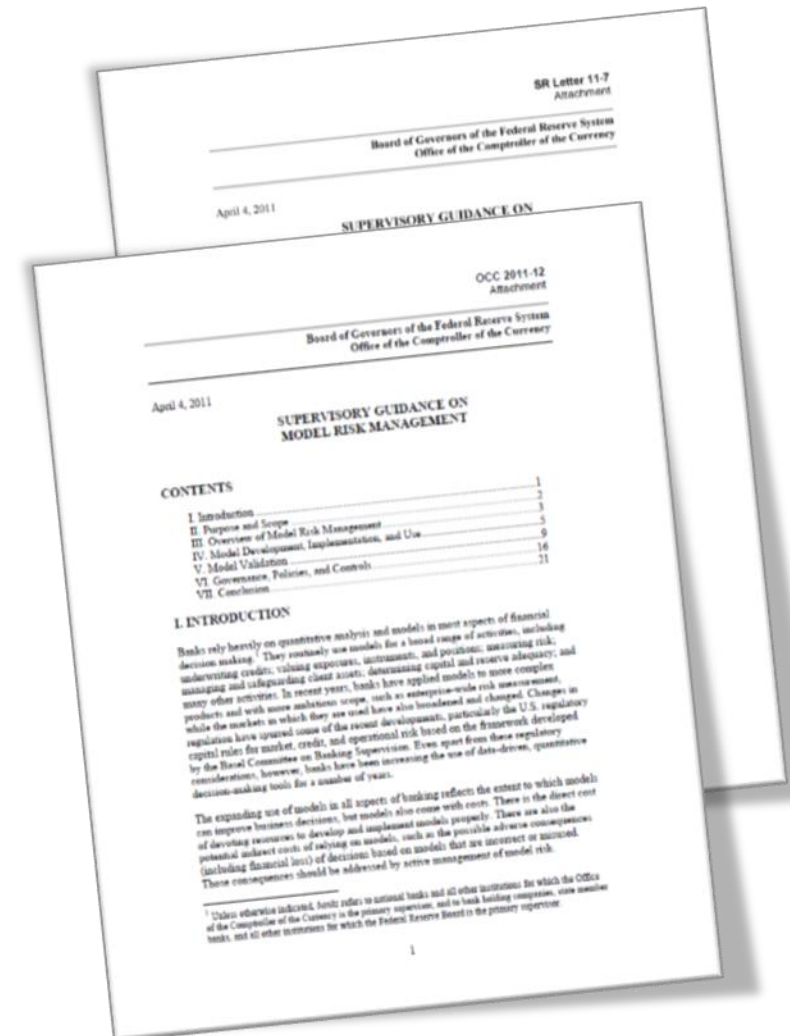 SR Letter 11-7
Attachment
Board of Governors of the Federal Reserve System
Office of the Comptroller of the Currency
April 4, 2011
SUPERVISORY GUIDANCE ON
OCC 2011-12
Attachment
Board of Governors of the Federal Reserve System
Office of the Comptroller of the Currency
April 4, 2011
SUPERVISORY GUIDANCE ON
MODEL RISK MANAGEMENT
CONTENTS
I. Introduction 1
II. Purpose and Scope 2
III. Overview of Model Risk Management 3
IV. Model Development, Implementation, and Use 5
V. Model Validation 9
VI. Governance, Policies, and Controls 16
VII. Conclusion 21
I. INTRODUCTION
Banks rely heavily on quantitative analysis and models in most aspects of financial
decision making.1 They routinely use models for a broad range of activities, including
underwriting credits; valuing exposures, instruments, and positions; measuring risk;
managing and safeguarding client assets; determining capital and reserve adequacy; and
many other activities. In recent years, banks have applied models to more complex
products and with more ambitious scope, such as enterprise-wide risk measurement,
while the markets in which they are used have also broadened and changed. Changes in
regulation have spurred some of the recent developments, particularly the U.S. regulatory
capital rules for market, credit, and operational risk based on the framework developed
by the Basel Committee on Banking Supervision. Even apart from these regulatory
considerations, however, banks have been increasing the use of data-driven, quantitative
decision-making tools for a number of years.
The expanding use of models in all aspects of banking reflects the extent to which models
can improve business decisions, but models also come with costs. There is the direct cost
of devoting resources to develop and implement models properly. There are also the
potential indirect costs of relying on models, such as the possible adverse consequences
(including financial loss) of decisions based on models that are incorrect or misused.
Those consequences should be addressed by active management of model risk.
1 Unless otherwise indicated, banks refers to national banks and all other institutions for which the Office
of the Comptroller of the Currency is the primary supervisor, and to bank holding companies, state member
banks, and all other institutions for which the Federal Reserve Board is the primary supervisor.
1